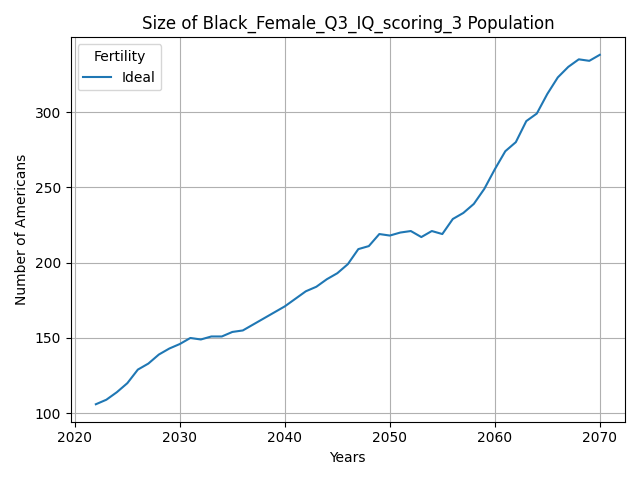 Size of Black_Female_Q3_IQ_scoring_3 Population
Fertility
Ideal
Number of Americans
300
250
200
150
100
2020 2030 2040 2050 2060 2070
Years